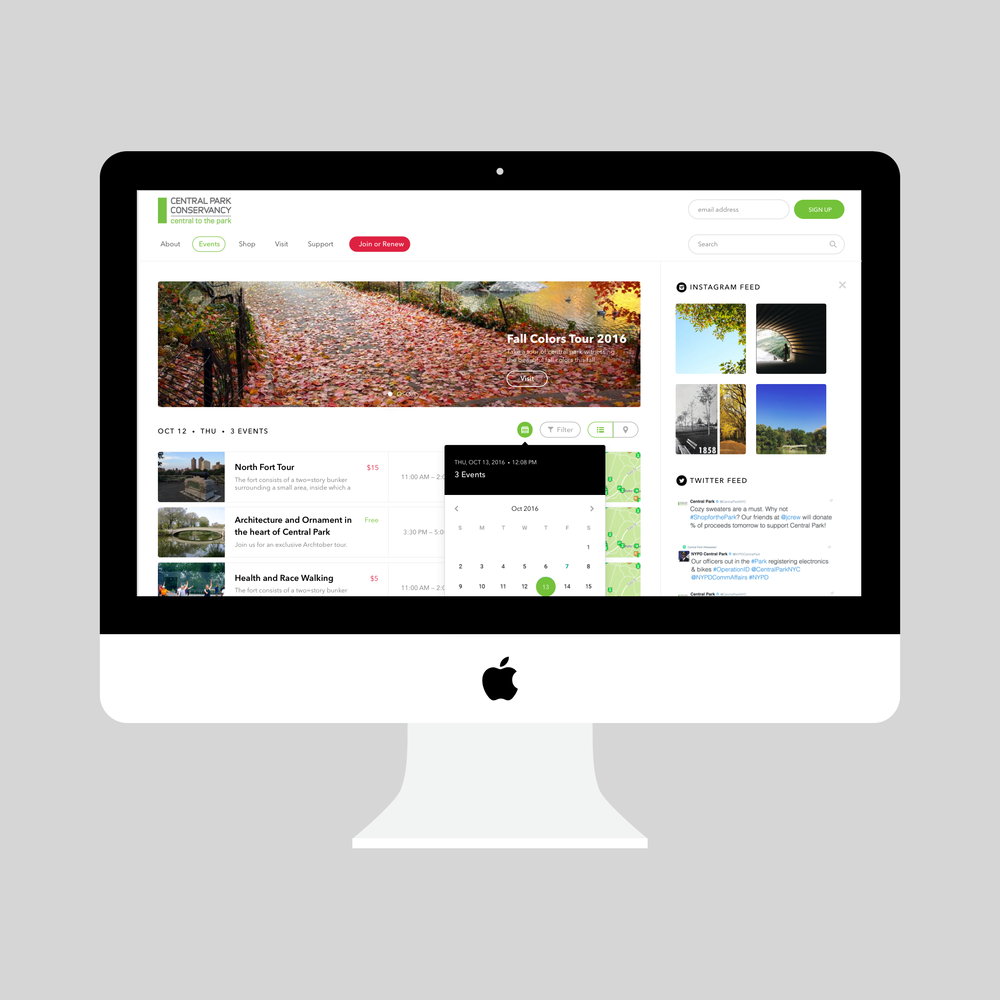 CENTRAL PARK
CONSERVANCY
central to the park
email address
SIGN UP
About
Events
Shop
Visit
Support
Join or Renew
Search
Fall Colors Tour 2016
Take a tour of central park
the beautiful fall colors this fall.
Visit
INSTAGRAM FEED
1858
OCT 12 • THU • 3 EVENTS
Filter
North Fort Tour
$15
The fort consists of a two-story bunker
surrounding a small area, inside which a
11:00 AM – 2:0
Architecture and Ornament in
the heart of Central Park
Free
Join us for an exclusive Archtober tour.
3:30 PM – 5:0
Health and Race Walking
$5
The fort consists of a two-story bunker
11:00 AM – 2:0
THU, OCT 13, 2016 • 12:08 PM
3 Events
Oct 2016
S M T W T F S
1
2 3 4 5 6 7 8
9 10 11 12 13 14 15
TWITTER FEED
Central Park
Cozy sweaters are a must. Why not
#ShopforthePark? Our friends at @jcrew will donate
% of proceeds tomorrow to support Central Park!
NYPD Central Park
Our officers out in the #Park registering electronics
& bikes #OperationID @CentralParkNYC
@NYPDCommAffairs #NYPD
Central Park